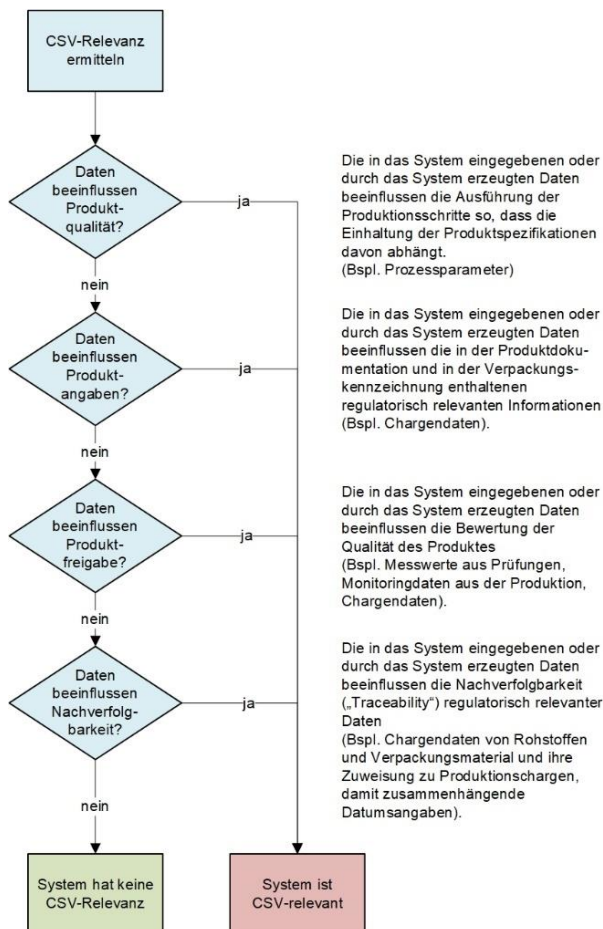 CSV-Relevanz
ermitteln
Daten
beeinflussen
Produkt-
qualität?
ja
Die in das System eingegebenen oder
durch das System erzeugten Daten
beeinflussen die Ausführung der
Produktionsschritte so, dass die
Einhaltung der Produktspezifikationen
davon abhängt.
(Bspl. Prozessparameter)
nein
Daten
beeinflussen
Produkt-
angaben?
ja
Die in das System eingegebenen oder
durch das System erzeugten Daten
beeinflussen die in der Produktdoku-
mentation und in der Verpackungs-
kennzeichnung enthaltenen
regulatorisch relevanten Informationen
(Bspl. Chargendaten).
nein
Daten
beeinflussen
Produkt-
freigabe?
ja
Die in das System eingegebenen oder
durch das System erzeugten Daten
beeinflussen die Bewertung der
Qualität des Produktes
(Bspl. Messwerte aus Prüfungen,
Monitoringdaten aus der Produktion,
Chargendaten).
nein
Daten
beeinflussen
Nachverfolg-
barkeit?
ja
Die in das System eingegebenen oder
durch das System erzeugten Daten
beeinflussen die Nachverfolgbarkeit
(„Traceability“) regulatorisch relevanter
Daten
(Bspl. Chargendaten von Rohstoffen
und Verpackungsmaterial und ihre
Zuweisung zu Produktionschargen,
damit zusammenhängende
Datumsangaben).
nein
System hat keine
CSV-Relevanz
System ist
CSV-relevant